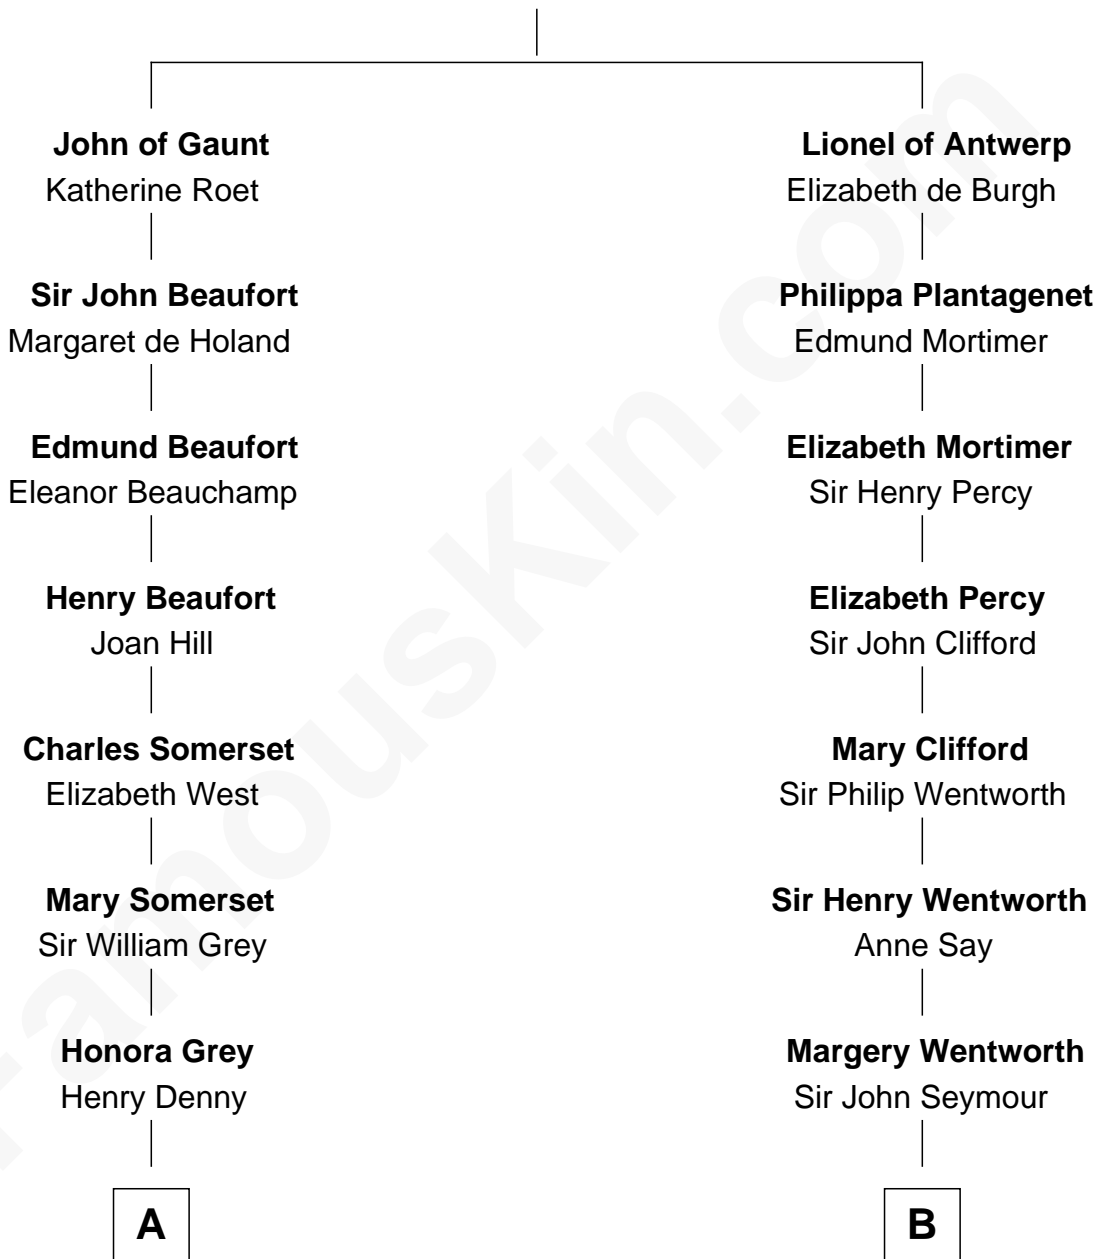 John of Gaunt
Katherine Roet
Sir John Beaufort
Margaret de Holand
Edmund Beaufort
Eleanor Beauchamp
Henry Beaufort
Joan Hill
Charles Somerset
Elizabeth West
Mary Somerset
Sir William Grey
Honora Grey
Henry Denny
A
Lionel of Antwerp
Elizabeth de Burgh
Philippa Plantagenet
Edmund Mortimer
Elizabeth Mortimer
Sir Henry Percy
Elizabeth Percy
Sir John Clifford
Mary Clifford
Sir Philip Wentworth
Sir Henry Wentworth
Anne Say
Margery Wentworth
Sir John Seymour
B
FamousKin.com